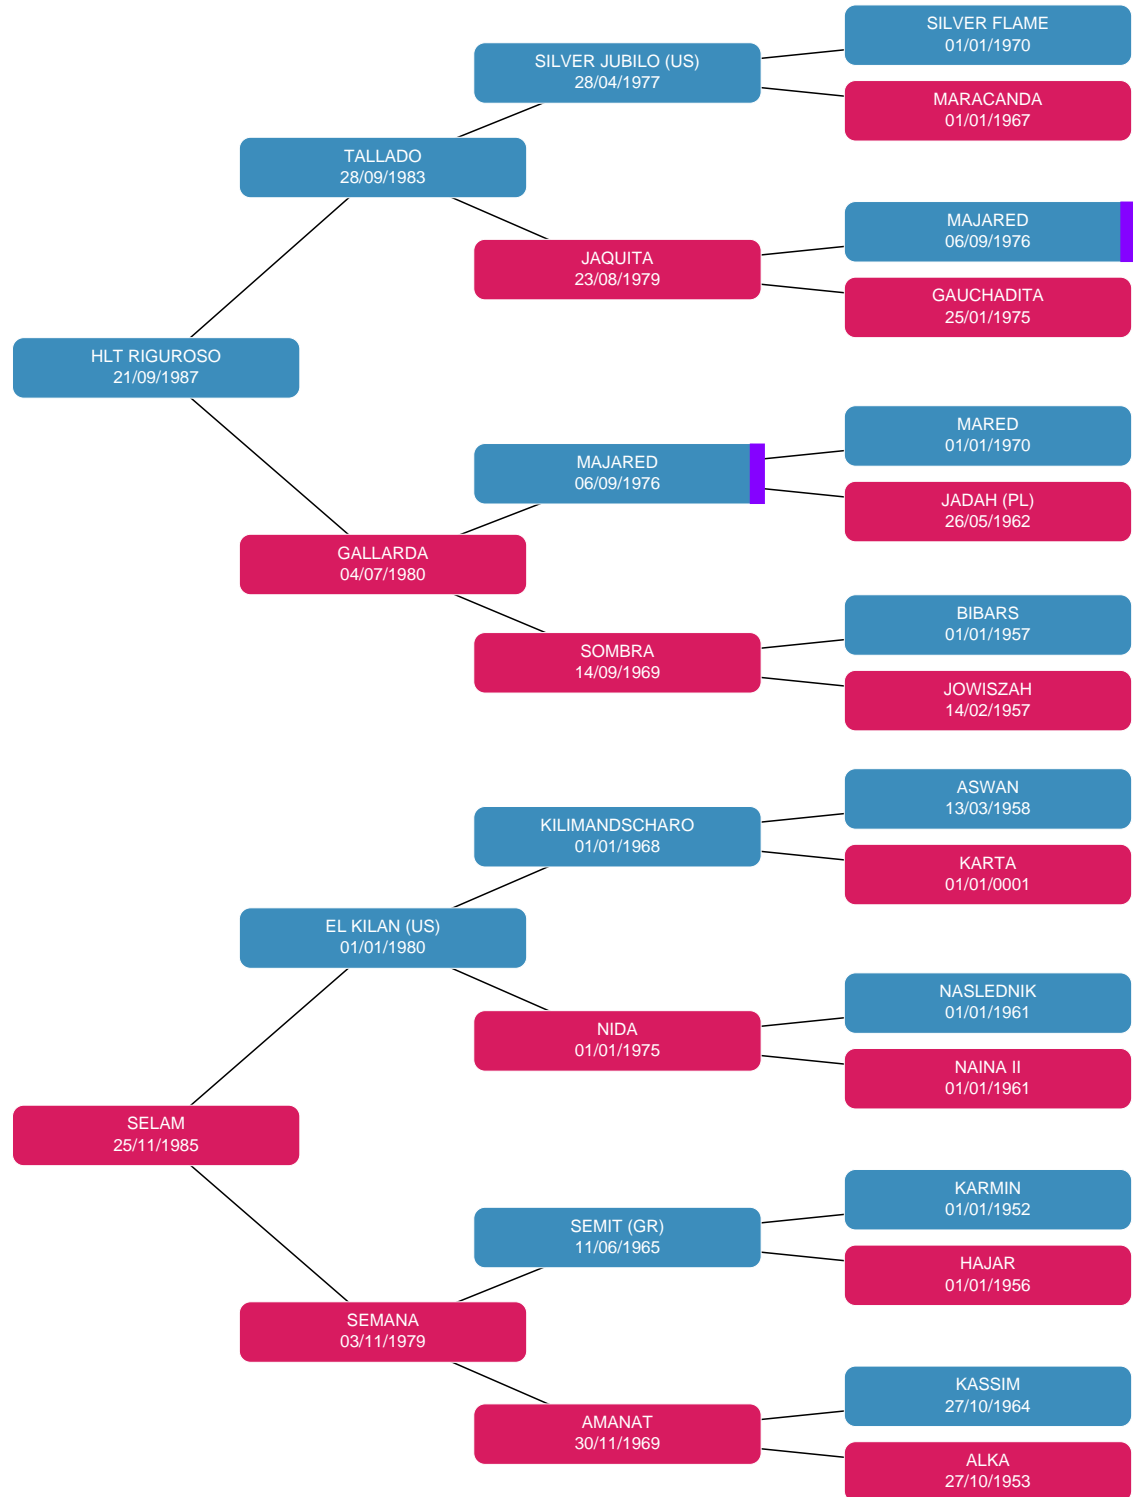 SILVER FLAME
01/01/1970
SILVER JUBILO (US)
28/04/1977
MARACANDA
01/01/1967
TALLADO
28/09/1983
MAJARED
06/09/1976
JAQUITA
23/08/1979
GAUCHADITA
25/01/1975
HLT RIGUROSO
21/09/1987
MARED
01/01/1970
MAJARED
06/09/1976
JADAH (PL)
26/05/1962
GALLARDA
04/07/1980
BIBARS
01/01/1957
SOMBRA
14/09/1969
JOWISZAH
14/02/1957
ASWAN
13/03/1958
KILIMANDSCHARO
01/01/1968
KARTA
01/01/0001
EL KILAN (US)
01/01/1980
NASLEDNIK
01/01/1961
NIDA
01/01/1975
NAINA II
01/01/1961
SELAM
25/11/1985
KARMIN
01/01/1952
SEMIT (GR)
11/06/1965
HAJAR
01/01/1956
SEMANA
03/11/1979
KASSIM
27/10/1964
AMANAT
30/11/1969
ALKA
27/10/1953